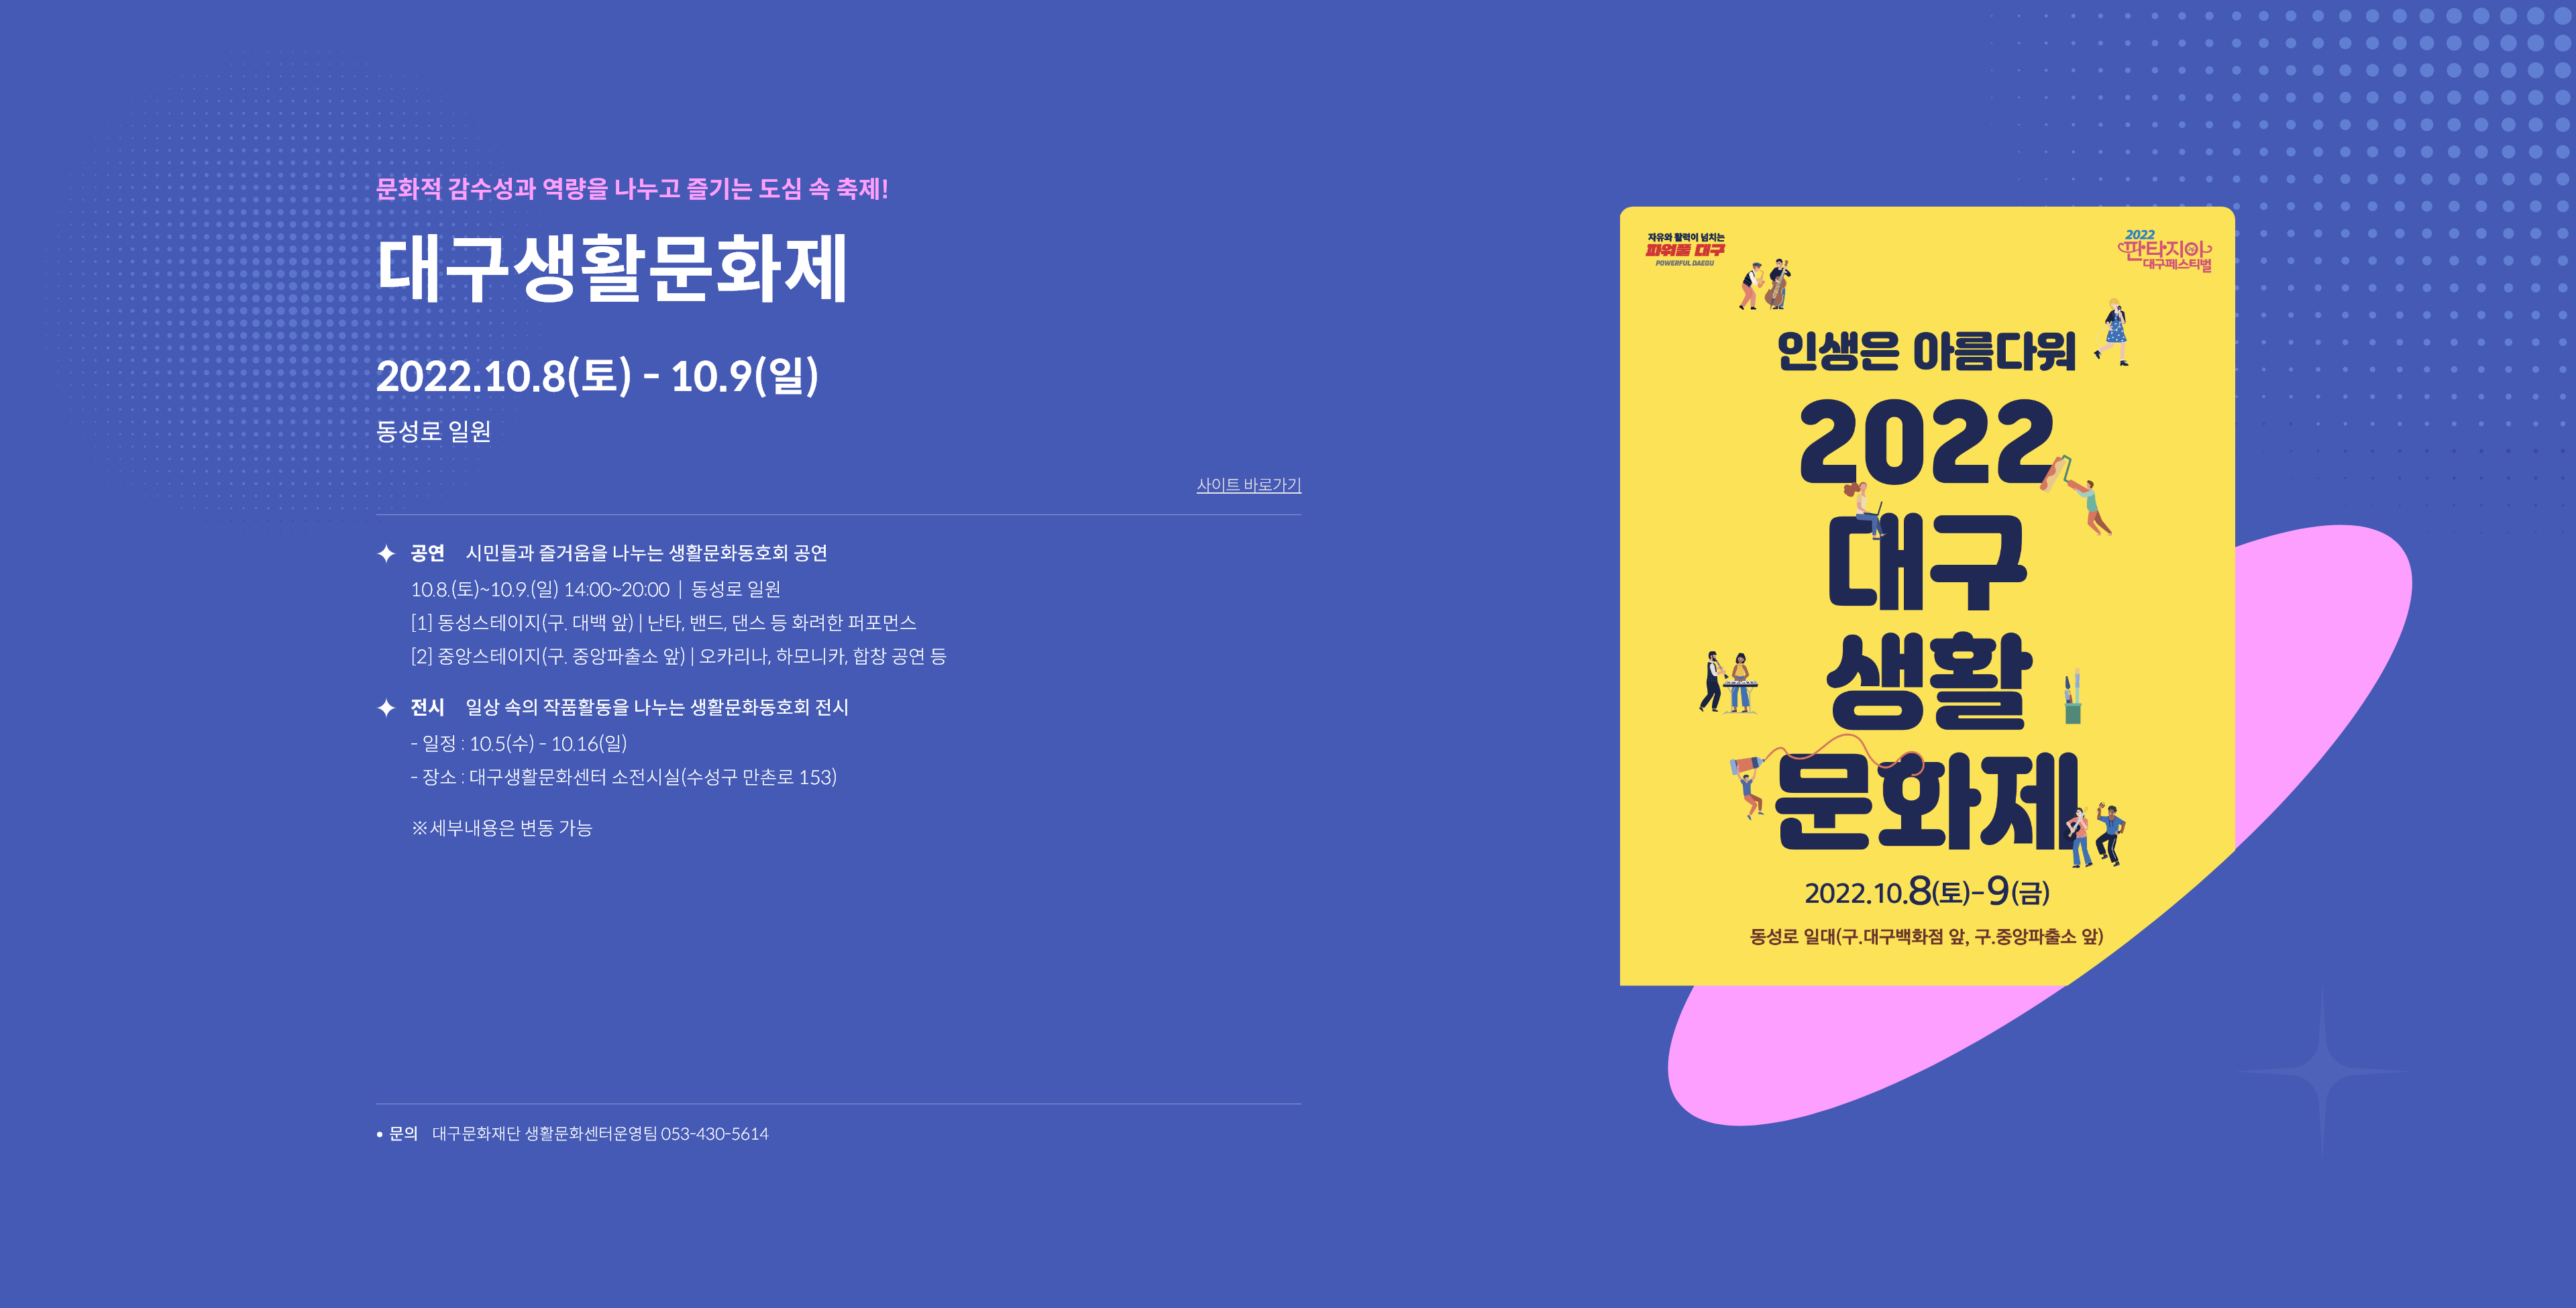 문화적 감수성과 역량을 나누고 즐기는 도심 속 축제!
대구생활문화제
2022.10.8(토) - 10.9(일)
동성로 일원
사이트 바로가기
공연 시민들과 즐거움을 나누는 생활문화동호회 공연
10.8.(토)~10.9.(일) 14:00~20:00 | 동성로 일원
[1] 동성스테이지(구. 대백 앞) | 난타, 밴드, 댄스 등 화려한 퍼포먼스
[2] 중앙스테이지(구. 중앙파출소 앞) | 오카리나, 하모니카, 합창 공연 등
전시 일상 속의 작품활동을 나누는 생활문화동호회 전시
- 일정 : 10.5(수) - 10.16(일)
- 장소 : 대구생활문화센터 소전시실(수성구 만촌로 153)
※세부내용은 변동 가능
• 문의 대구문화재단 생활문화센터운영팀 053-430-5614
자유와 활력이 넘치는
파워풀 대구
POWERFUL DAEGU
2022
판타지아
대구페스티벌
인생은 아름다워
2022
대구
생활
문화제
2022.10.8(토)-9(금)
동성로 일대(구.대구백화점 앞, 구.중앙파출소 앞)